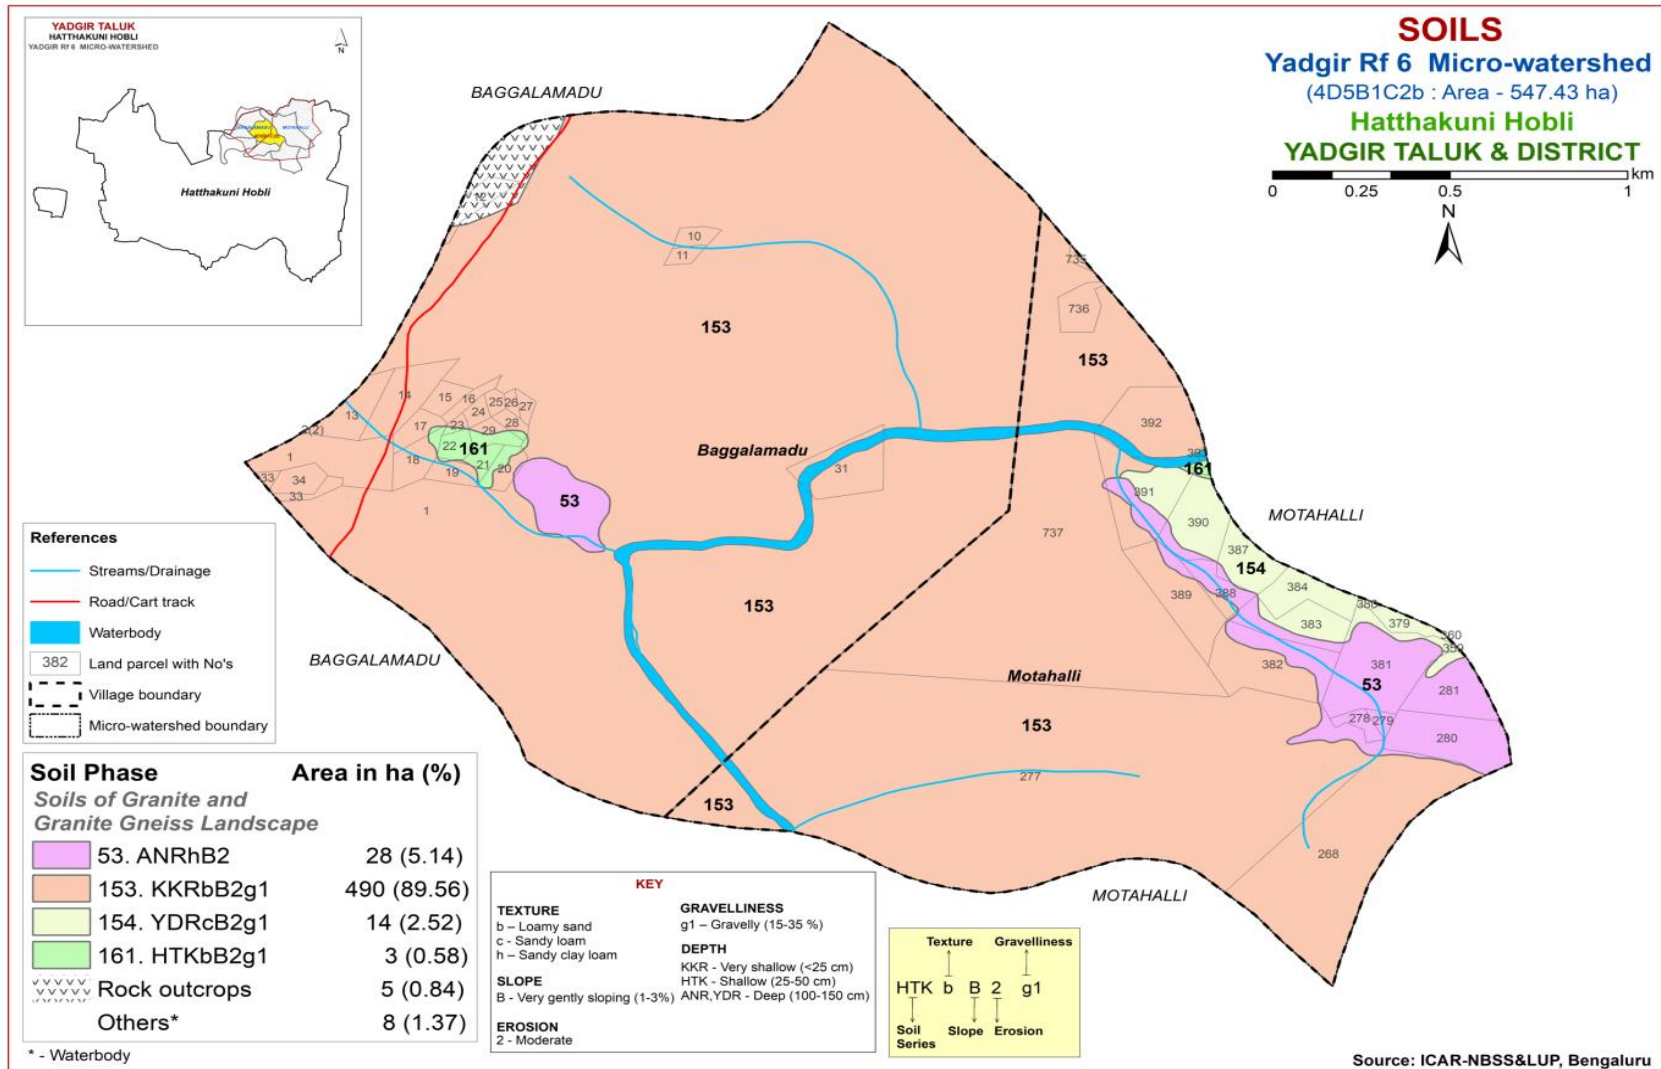 YADGIR TALUK
HATTHAKUNI HOBLI
YADGIR Rf 6 MICRO-WATERSHED
N
MOTAHALLI
Hatthakuni Hobli
SOILS
Yadgir Rf 6 Micro-watershed
(4D5B1C2b : Area - 547.43 ha)
Hatthakuni Hobli
YADGIR TALUK & DISTRICT
km
0 0.25 0.5 1
N
BAGGALAMADU
12
10
11
735
736
153
153
14
13
15
16
25
26
27
24
2(2)
17
23
29
28
392
22
161
21
20
1
18
19
33
34
33
1
Baggalamadu
31
393
161
53
391
390
MOTAHALLI
737
387
154
384
389
388
153
383
380
379
360
359
BAGGALAMADU
382
381
Motahalli
53
281
278
279
280
153
277
153
268
MOTAHALLI
References
Streams/Drainage
Road/Cart track
Waterbody
382 Land parcel with No's
Village boundary
Micro-watershed boundary
Soil Phase Area in ha (%)
Soils of Granite and
Granite Gneiss Landscape
53. ANRhB2 28 (5.14)
153. KKRbB2g1 490 (89.56)
154. YDRcB2g1 14 (2.52)
161. HTKbB2g1 3 (0.58)
Rock outcrops 5 (0.84)
Others* 8 (1.37)
* - Waterbody
KEY
TEXTURE
b – Loamy sand
c - Sandy loam
h – Sandy clay loam
SLOPE
B - Very gently sloping (1-3%)
EROSION
2 - Moderate
GRAVELLINESS
g1 – Gravelly (15-35 %)
DEPTH
KKR - Very shallow (<25 cm)
HTK - Shallow (25-50 cm)
ANR,YDR - Deep (100-150 cm)
Texture Gravelliness
HTK b B 2 g1
Soil
Series
Slope Erosion
Source: ICAR-NBSS&LUP, Bengaluru